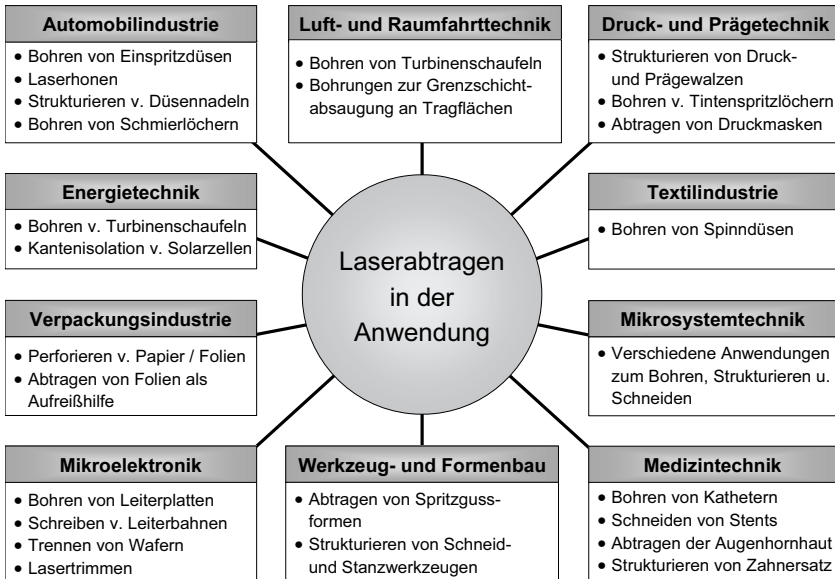 Automobilindustrie
• Bohren von Einspritzdüsen
• Laserhonen
• Strukturieren v. Düsennadeln
• Bohren von Schmierlöchern
Luft- und Raumfahrttechnik
• Bohren von Turbinenschaufeln
• Bohrungen zur Grenzschicht-
absaugung an Tragflächen
Druck- und Prägetechnik
• Strukturieren von Druck-
und Prägewalzen
• Bohren v. Tintenspritzlöchern
• Abtragen von Druckmasken
Energietechnik
• Bohren v. Turbinenschaufeln
• Kantenisolation v. Solarzellen
Laserabtragen
in der
Anwendung
Textilindustrie
• Bohren von Spinndüsen
Verpackungsindustrie
• Perforieren v. Papier / Folien
• Abtragen von Folien als
Aufreißhilfe
Mikrosystemtechnik
• Verschiedene Anwendungen
zum Bohren, Strukturieren u.
Schneiden
Mikroelektronik
• Bohren von Leiterplatten
• Schreiben v. Leiterbahnen
• Trennen von Wafern
• Lasertrimmen
Werkzeug- und Formenbau
• Abtragen von Spritzguss-
formen
• Strukturieren von Schneid-
und Stanzwerkzeugen
Medizintechnik
• Bohren von Kathetern
• Schneiden von Stents
• Abtragen der Augenhornhaut
• Strukturieren von Zahnersatz